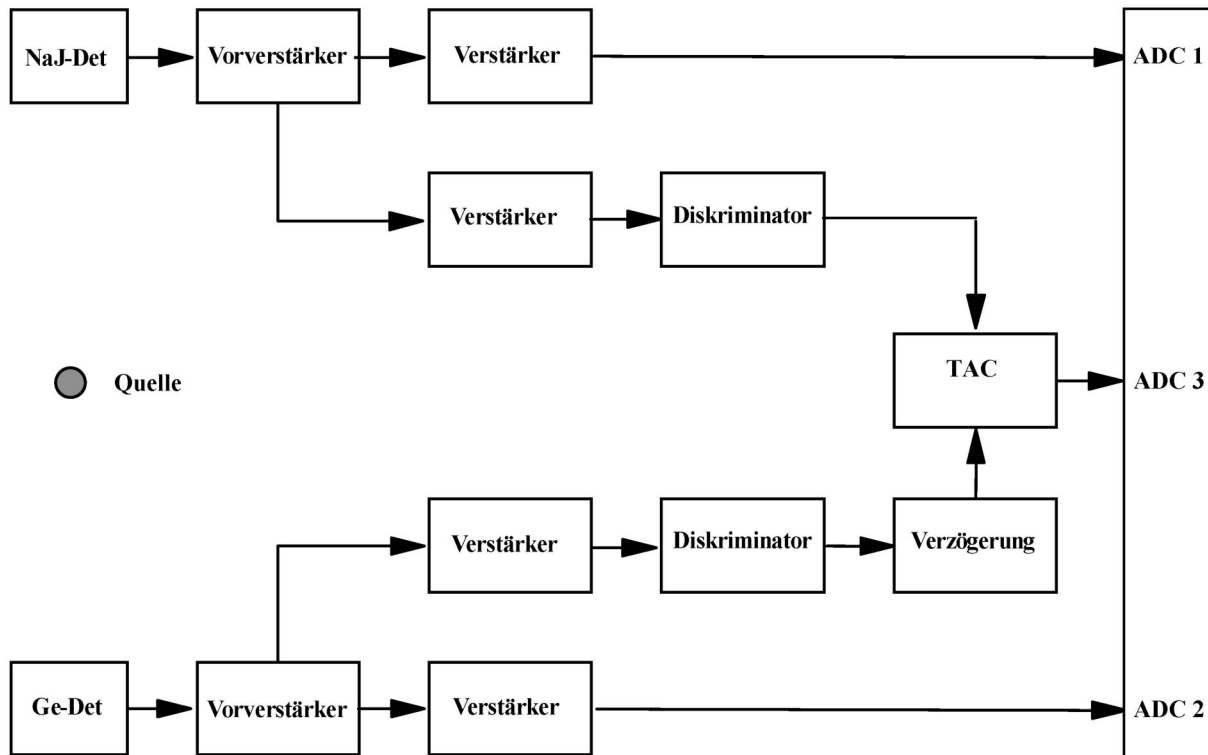 NaJ-Det
Vorverstärker
Verstärker
ADC 1
Verstärker
Diskriminator
TAC
ADC 3
Quelle
Verstärker
Diskriminator
Verzögerung
Ge-Det
Vorverstärker
Verstärker
ADC 2